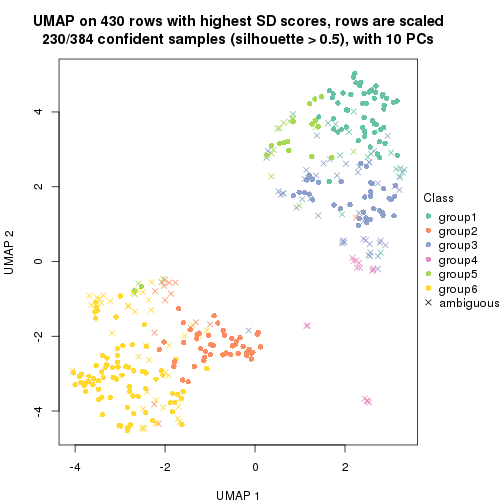 UMAP on 430 rows with highest SD scores, rows are scaled
230/384 confident samples (silhouette > 0.5), with 10 PCs
4
2
0
-2
-4
UMAP 2
-4
-2
0
2
UMAP 1
Class
group1
group2
group3
group4
group5
group6
ambiguous